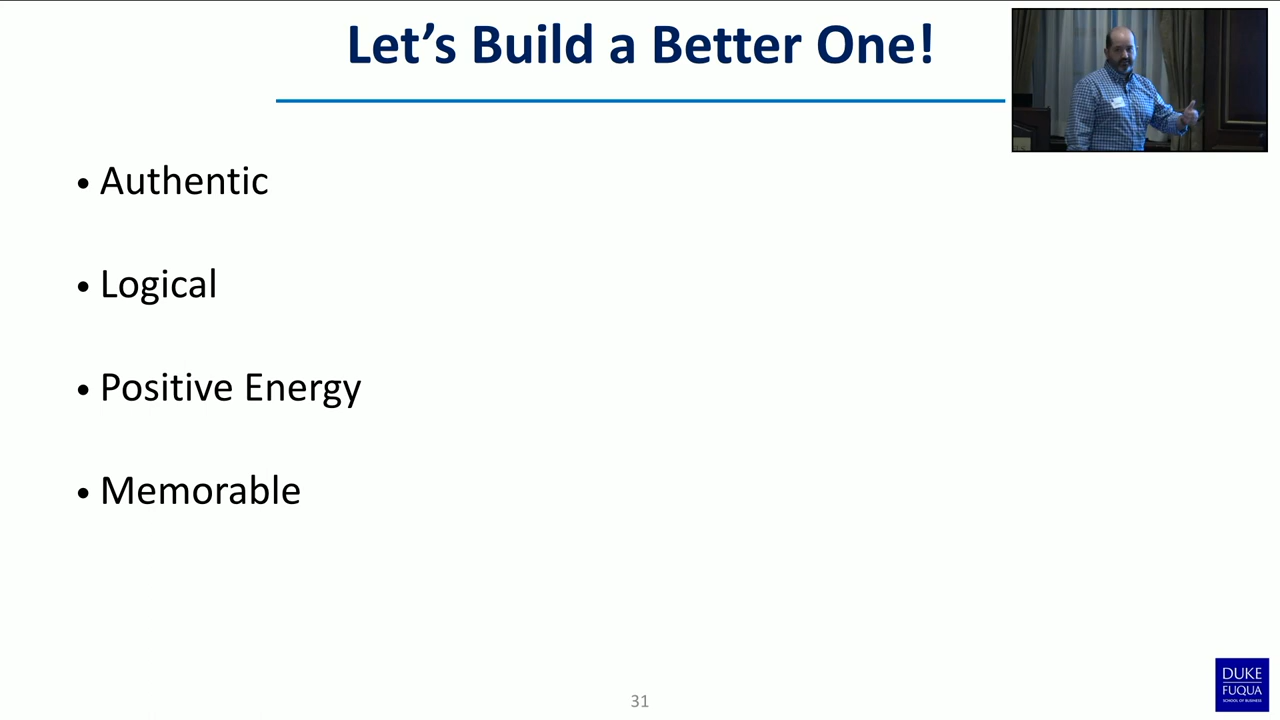 Let’s Build a Better One!
• Authentic
• Logical
• Positive Energy
• Memorable
31
DUKE
FUQUA
SCHOOL OF BUSINESS